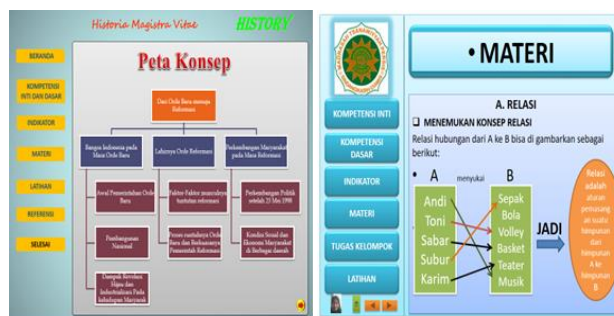 Historia Magistra Vitae
HISTORY
BERANDA
KOMPETENSI
INTI DAN DASAR
INDIKATOR
MATERI
LATIHAN
REFERENSI
SELESAI
Peta Konsep
Dari Orde Baru menuju
Reformasi
Bangsa Indonesia pada
Masa Orde Baru
Lahirnya Orde Reformasi
Perkembangan Masyarakat
pada Masa Reformasi
Awal Pemerintahan Orde
Baru
Faktor-Faktor munculnya
tuntutan reformasi
Perkembangan Politik
setelah 21 Mei 1998
Pembangunan
Nasional
Proses runtuhnya Orde
Baru dan
Pemerintah Reformasi
Kondisi Sosial dan
Ekonomi Masyarakat
di Berbagai daerah
Dampak Revolusi
Hijau dan
Industrialisasi Pada
kehidupan Masyarak
KOMPETENSI INTI
KOMPETENSI
DASAR
INDIKATOR
MATERI
TUGAS KELOMPOK
LATIHAN
• MATERI
A. RELASI
❑ MENEMUKAN KONSEP RELASI
Relasi hubungan dari A ke B bisa di gambarkan sebagai
berikut:
• A menyukai B
Andi
Toni
Sabar
Subur
Karim
Sepak
Bola
Volley
Basket
Teater
Musik
JADI
Relasi
adalah
aturan
pemasang
an suatu
himpunan
dari
himpunan
A ke
himpunan
B